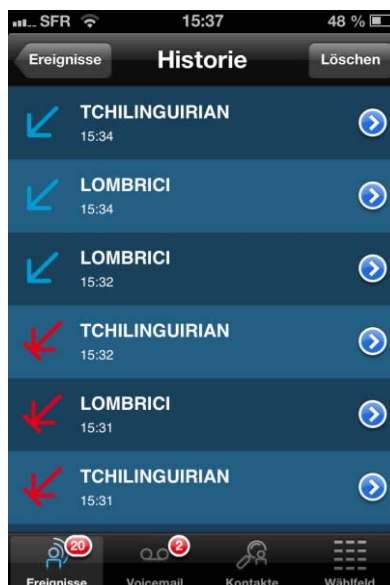 SFR 15:37 48 %
Ereignisse Historie Löschen
TCHILINGUIRIAN
15:34
LOMBRICI
15:34
LOMBRICI
15:32
TCHILINGUIRIAN
15:32
LOMBRICI
15:31
TCHILINGUIRIAN
15:31
20 2
Ereignisse Voicemail Kontakte Wählfeld